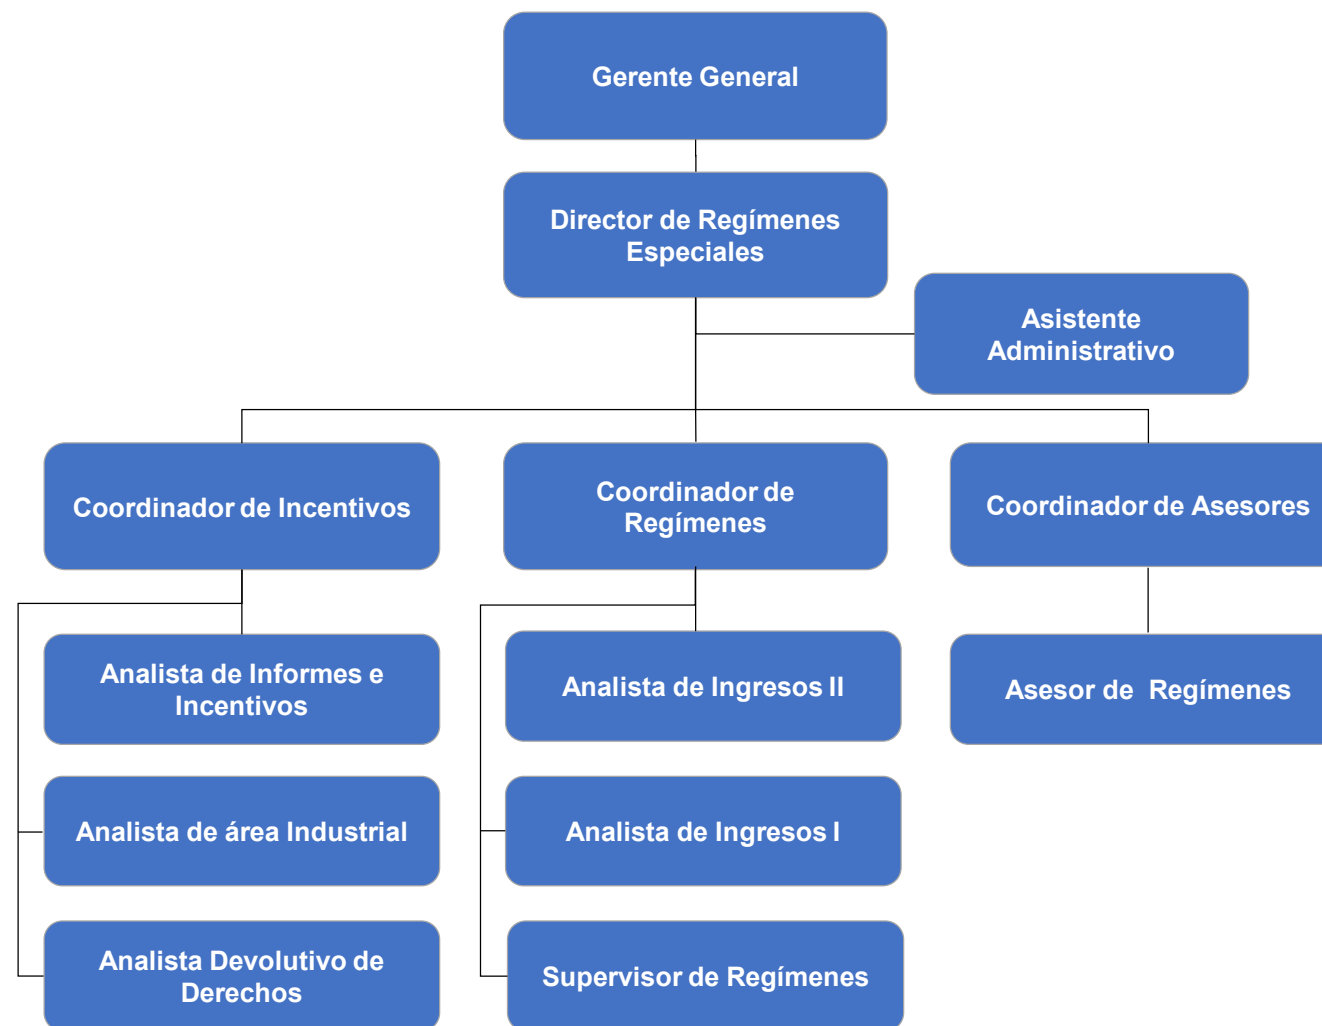 Gerente General
Director de Regímenes
Especiales
Asistente
Administrativo
Coordinador de Incentivos
Coordinador de
Regímenes
Coordinador de Asesores
Analista de Informes e
Incentivos
Analista de Ingresos II
Asesor de  Regímenes
Analista de área Industrial
Analista de Ingresos I
Analista Devolutivo de
Derechos
Supervisor de Regímenes